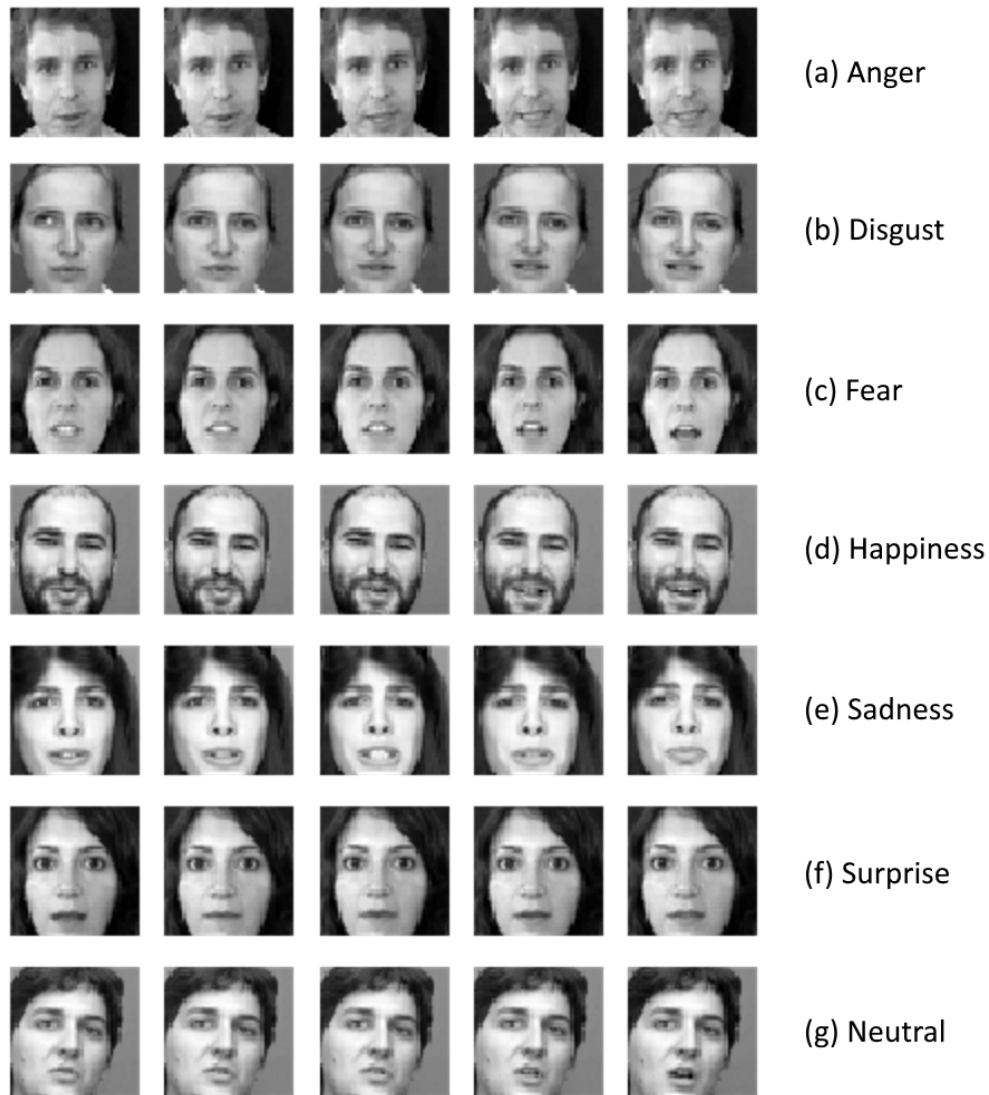 (a) Anger
(b) Disgust
(c) Fear
(d) Happiness
(e) Sadness
(f) Surprise
(g) Neutral